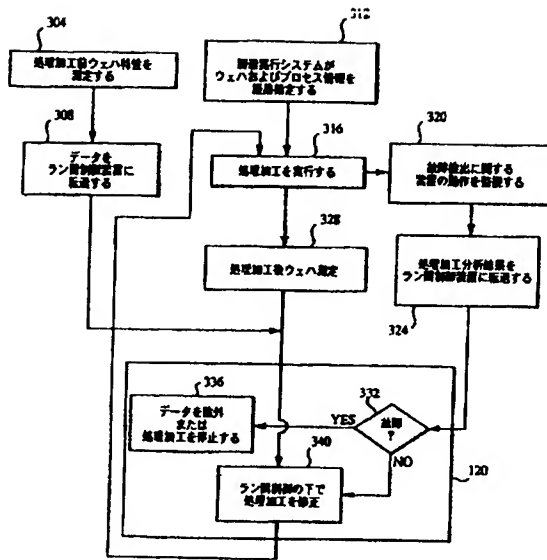 304
処理加工前ウェハ特性を
測定する
308
データを
ラン間制御装置に
転送する
312
製造実行システムが
ウェハおよびプロセス情報を
316
処理加工を実行する
320
故障検出に関する
装置の動作を監視する
328
処理加工後ウェハ測定
処理加工分析結果を
ラン間制御装置に転送する
324
336
データを除外
または
処理加工を停止する
YES
332
故障
?
NO
340
ラン間制御の下で
処理加工を修正
120